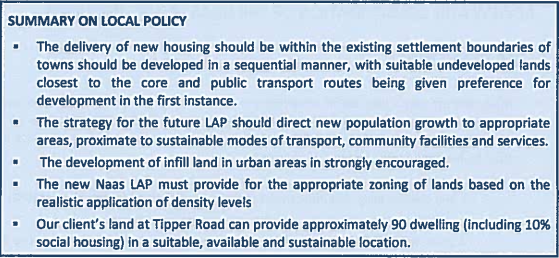 SUMMARY ON LOCAL POLICY
▪ The delivery of new housing should be within the existing settlement boundaries of
towns should be developed in a sequential manner, with suitable undeveloped lands
closest to the core and public transport routes being given preference for
development in the first instance.
▪ The strategy for the future LAP should direct new population growth to appropriate
areas, proximate to sustainable modes of transport, community facilities and services.
▪ The development of infill land in urban areas in strongly encouraged.
▪ The new Naas LAP must provide for the appropriate zoning of lands based on the
realistic application of density levels
▪ Our client's land at Tipper Road can provide approximately 90 dwelling (including 10%
social housing) in a suitable, available and sustainable location.